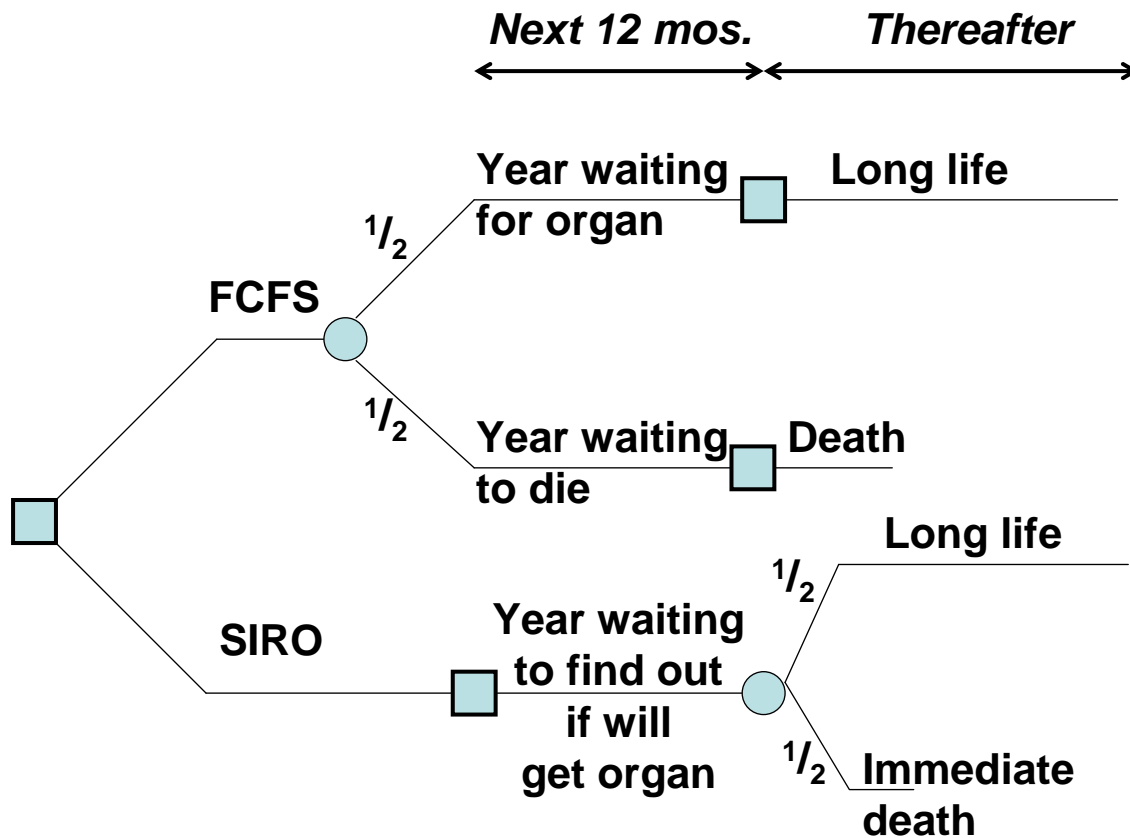 Next 12 mos.
Thereafter
Year waiting
for organ
Long life
1/2
FCFS
1/2
Year waiting
to die
Death
Long life
1/2
SIRO
Year waiting
to find out
if will
get organ
1/2
Immediate
death